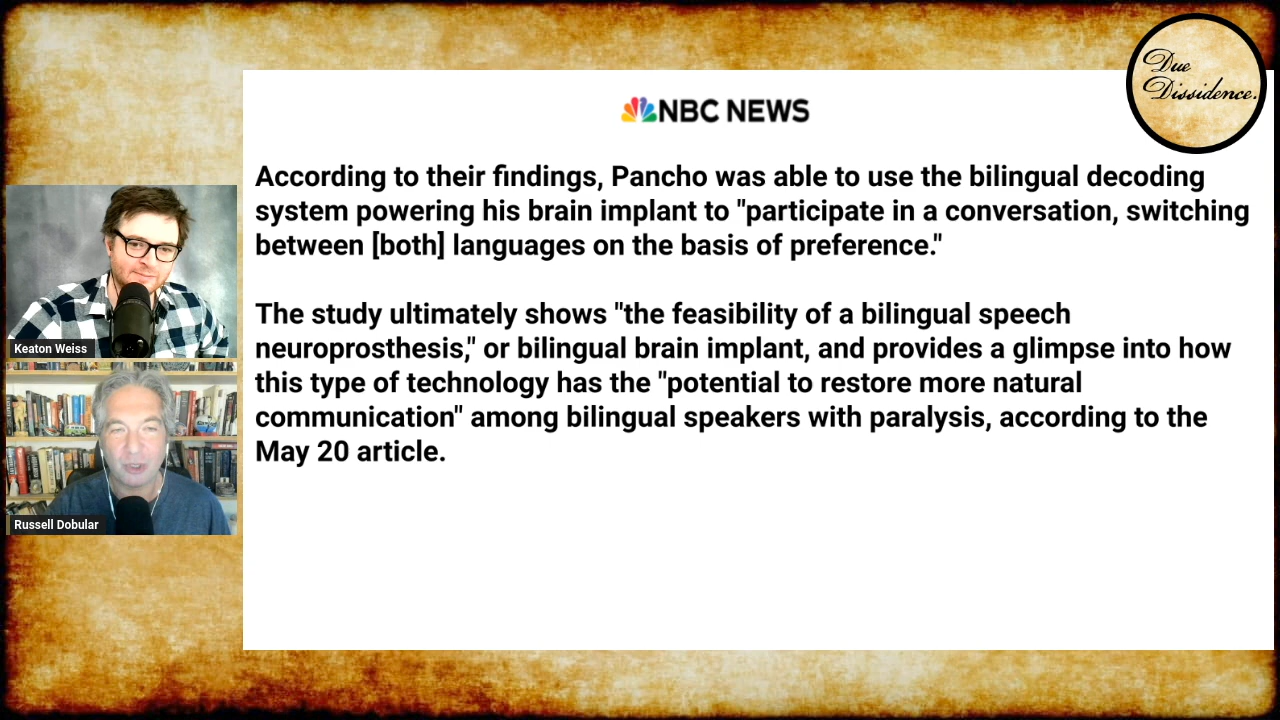 Due
Dissidence.
NBC NEWS
According to their findings, Pancho was able to use the bilingual decoding
system powering his brain implant to "participate in a conversation, switching
between [both] languages on the basis of preference."
The study ultimately shows "the feasibility of a bilingual speech
neuroprosthesis," or bilingual brain implant, and provides a glimpse into how
this type of technology has the "potential to restore more natural
communication" among bilingual speakers with paralysis, according to the
May 20 article.
Keaton Weiss
Russell Dobular